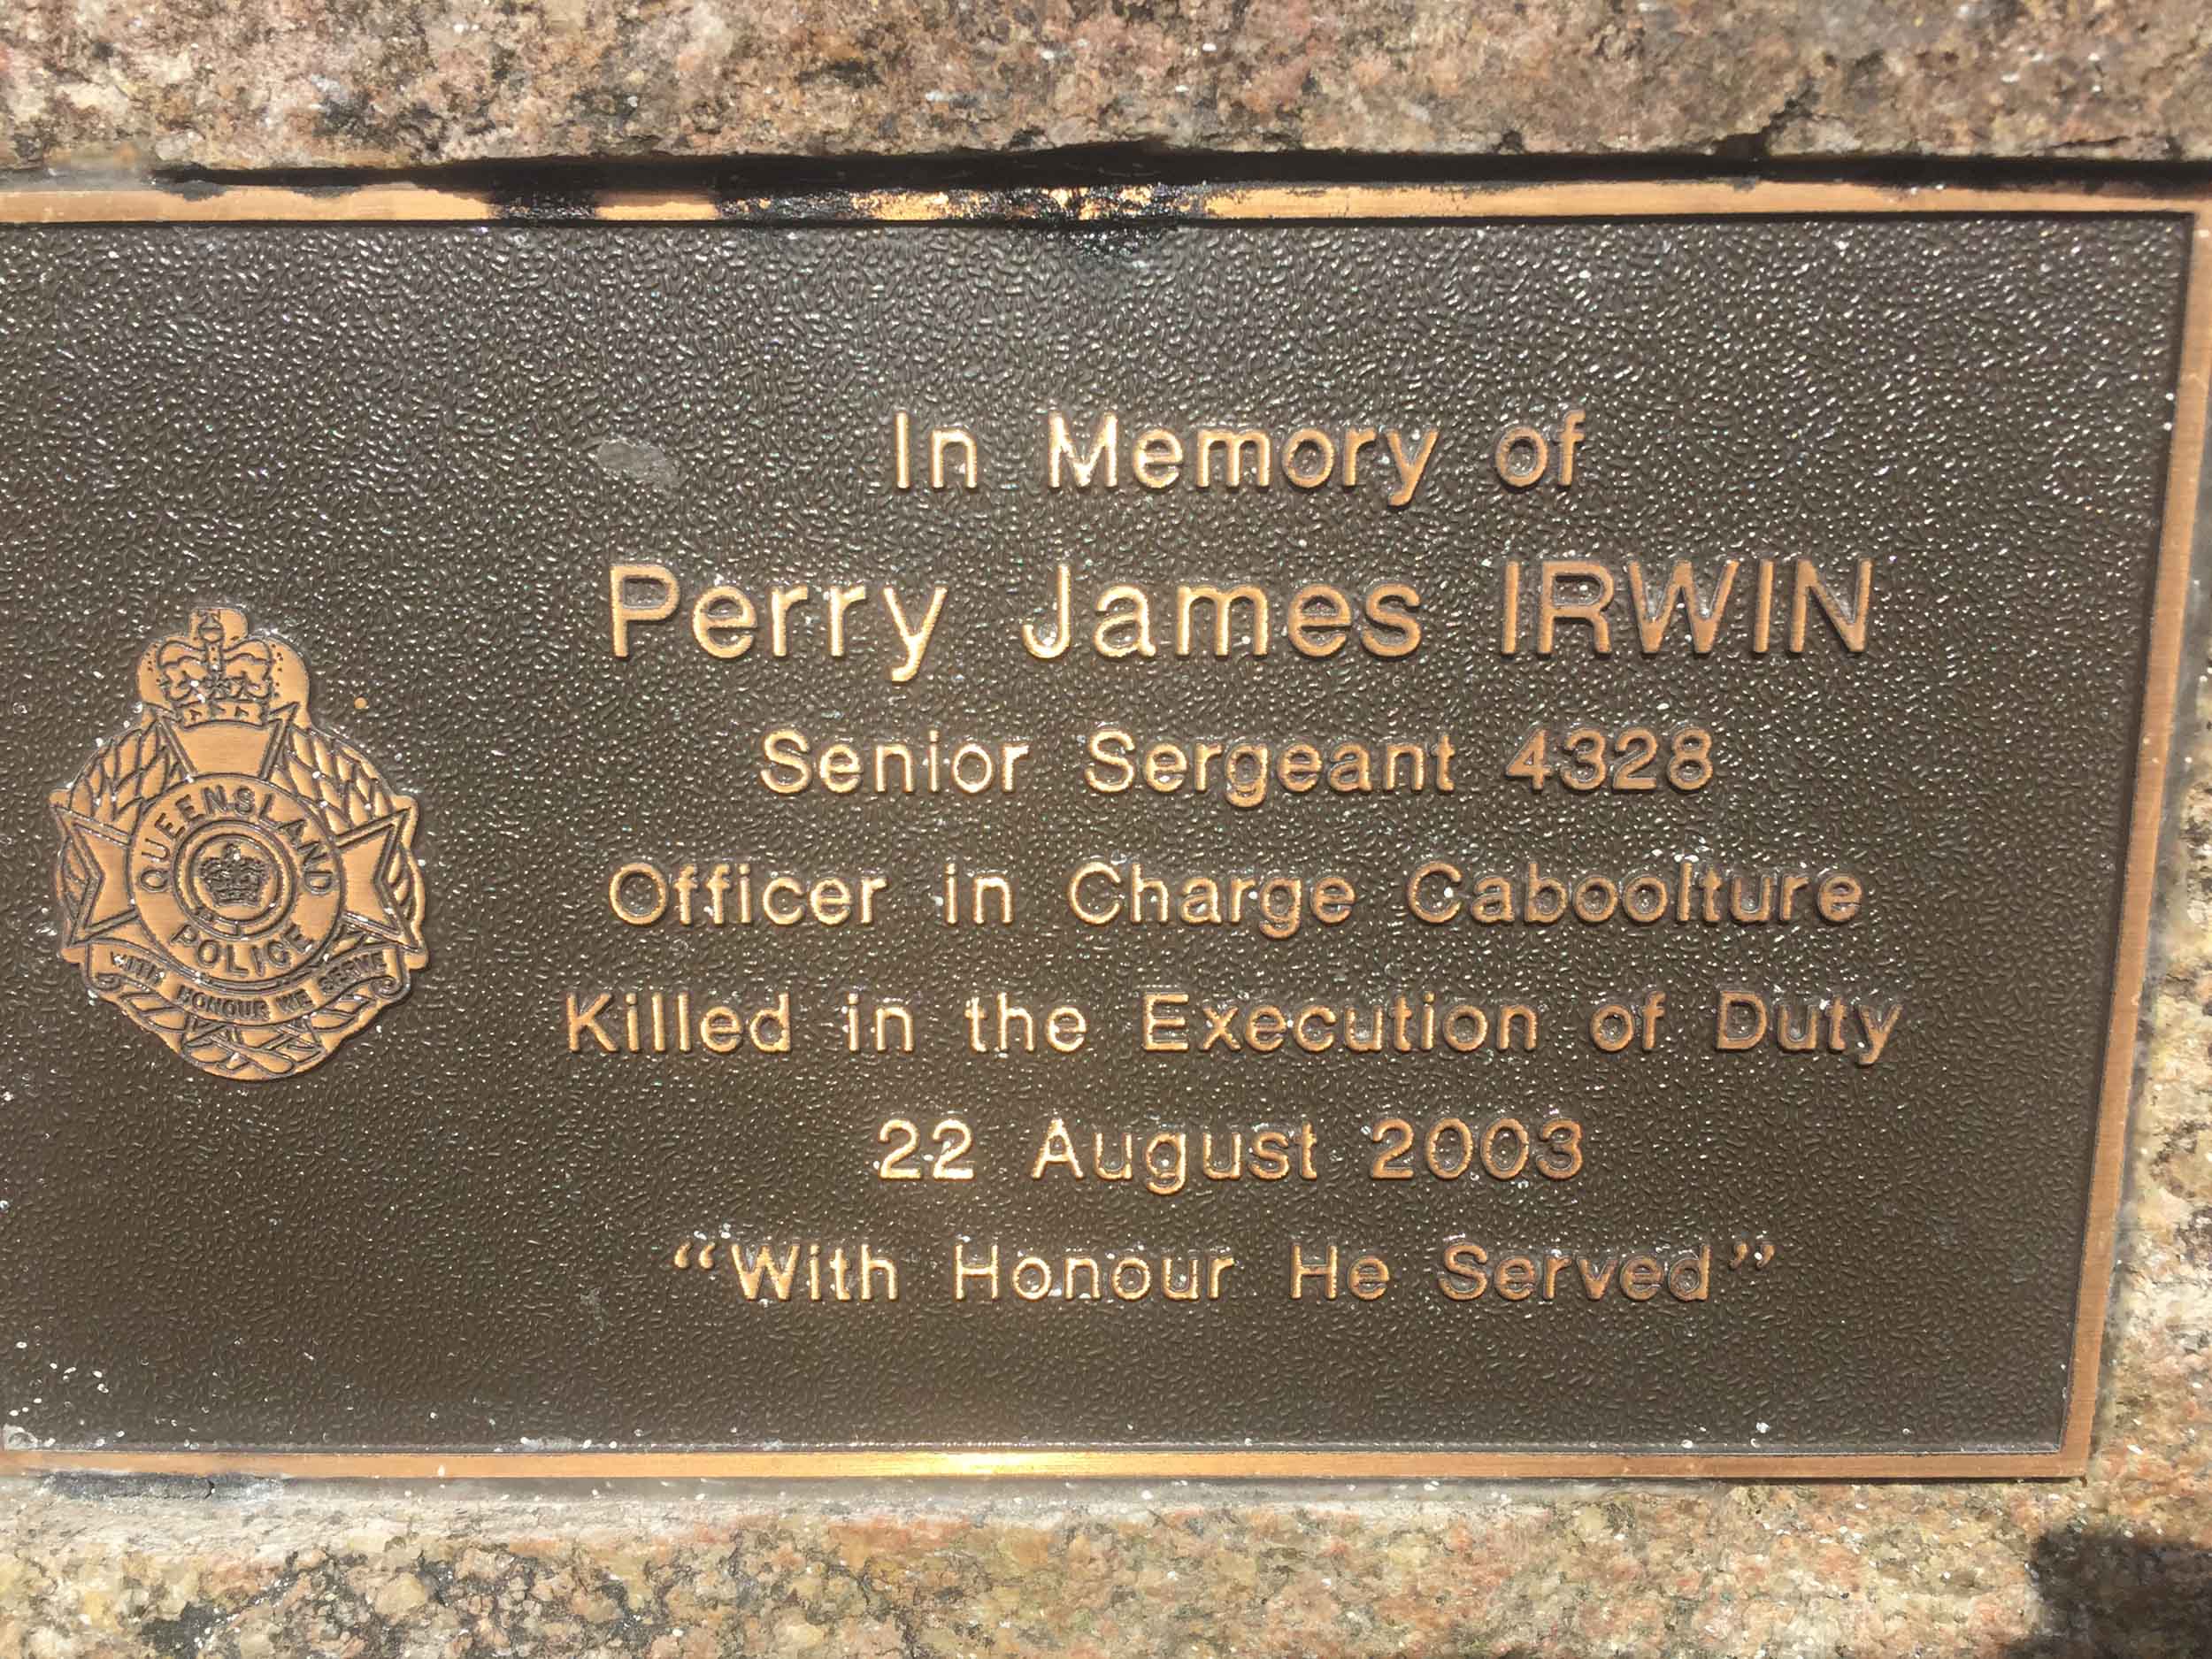 In Memory of
Perry James IRWIN
Senior Sergeant 4328
Officer in Charge Caboolture
Killed in the Execution of Duty
22 August 2003
“With Honour He Served”
QUEENSLAND
POLICE
WITH HONOUR WE SERVE